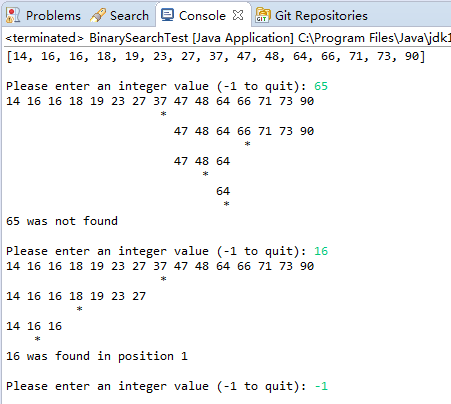 Problems Search Console Git Repositories
<terminated> BinarySearchTest [Java Application] C:\Program Files\Java\jdk1
[14, 16, 16, 18, 19, 23, 27, 37, 47, 48, 64, 66, 71, 73, 90]
Please enter an integer value (-1 to quit): 65
14 16 16 18 19 23 27 37 47 48 64 66 71 73 90
*
47 48 64 66 71 73 90
*
47 48 64
*
64
*
65 was not found
Please enter an integer value (-1 to quit): 16
14 16 16 18 19 23 27 37 47 48 64 66 71 73 90
*
14 16 16 18 19 23 27
*
14 16 16
*
16 was found in position 1
Please enter an integer value (-1 to quit): -1